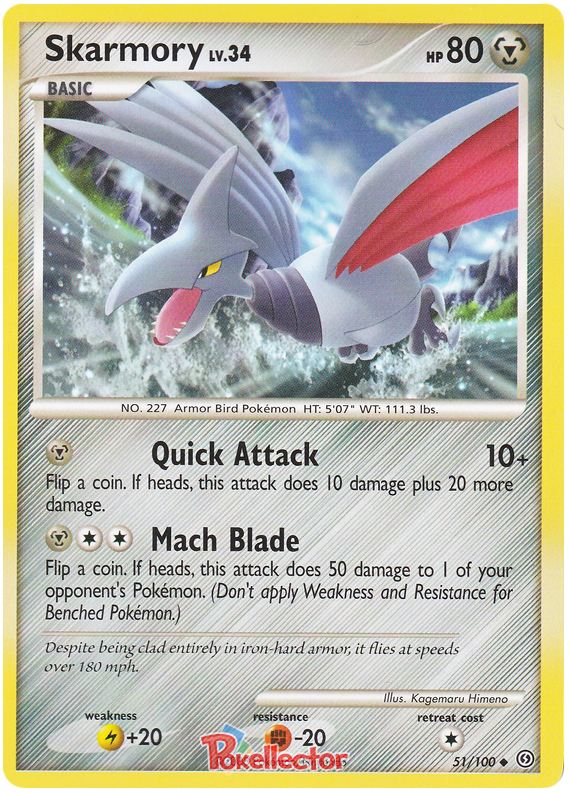 Skarmory LV.34 HP 80
BASIC
NO. 227 Armor Bird Pokémon HT: 5'07" WT: 111.3 lbs.
Quick Attack 10+
Flip a coin. If heads, this attack does 10 damage plus 20 more
damage.
Mach Blade
Flip a coin. If heads, this attack does 50 damage to 1 of your
opponent's Pokémon. (Don't apply Weakness and Resistance for
Benched Pokémon.)
Despite being clad entirely in iron-hard armor, it flies at speeds
over 180 mph.
Illus. Kagemaru Himeno
weakness resistance retreat cost
+20 -20
Pokellector
51/100